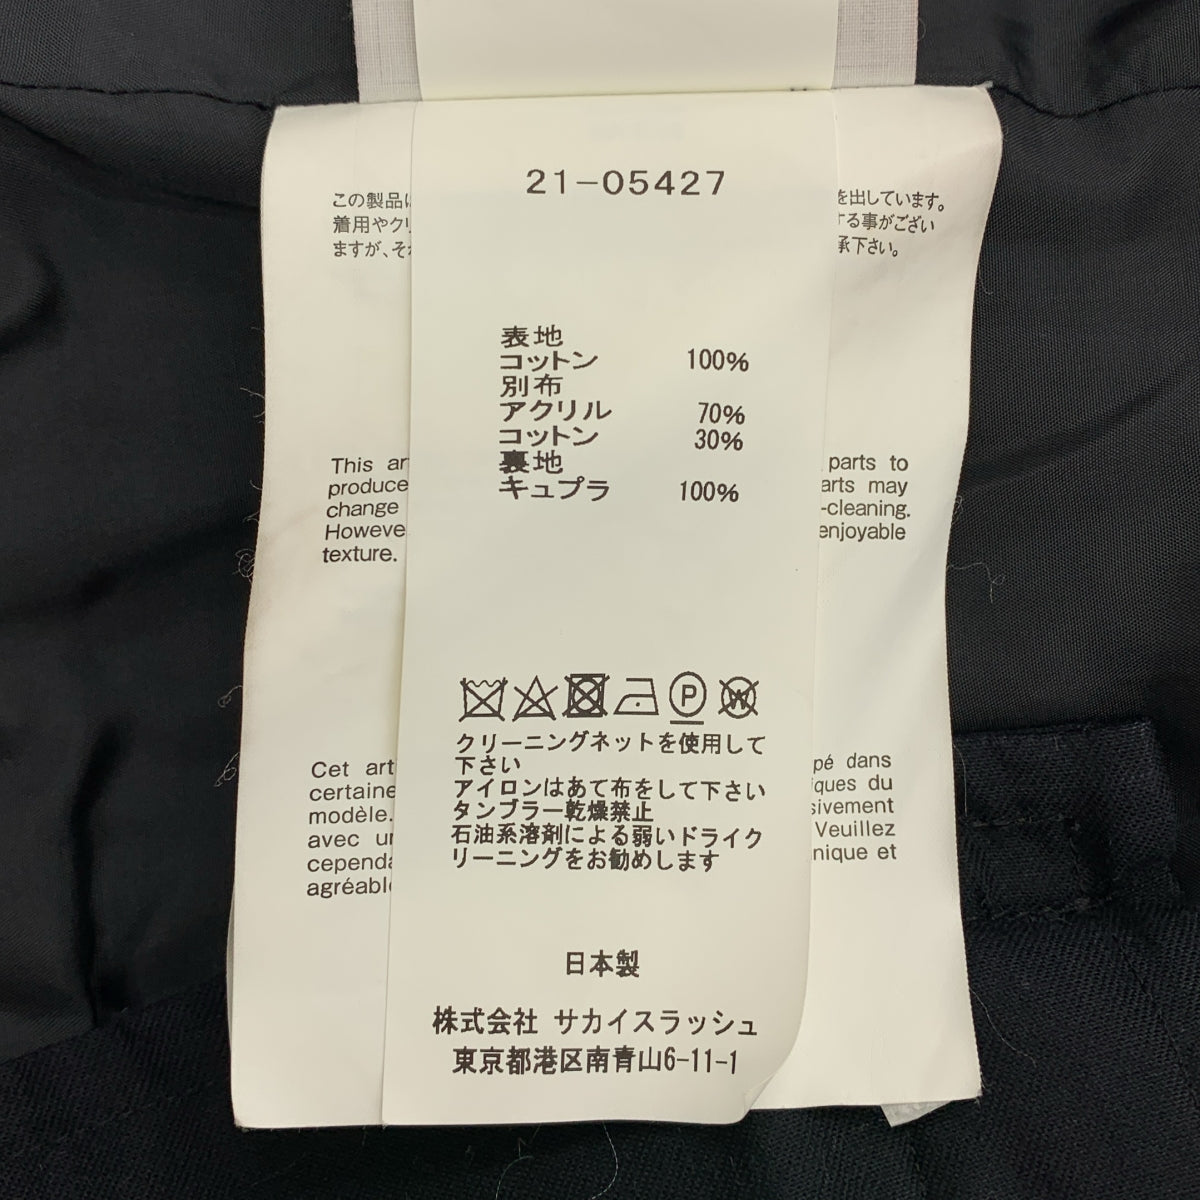 21-05427
この製品は
着用やクリ
ますが、それ
を出しています。
する事がござい
承下さい。
表地
コットン 100%
別布
アクリル 70%
コットン 30%
裏地
キュプラ 100%
This ar
produce
change
Howeve
texture.
parts to
arts may
-cleaning.
enjoyable
P
W
クリーニングネットを使用して
下さい
アイロンはあて布をして下さい
タンブラー乾燥禁止
石油系溶剤による弱いドライク
リーニングをお勧めします
Cet art
certaine
modèle.
avec u
cependa
agréable
pé dans
iques du
sivement
Veuillez
nique et
日本製
株式会社 サカイスラッシュ
東京都港区南青山6-11-1